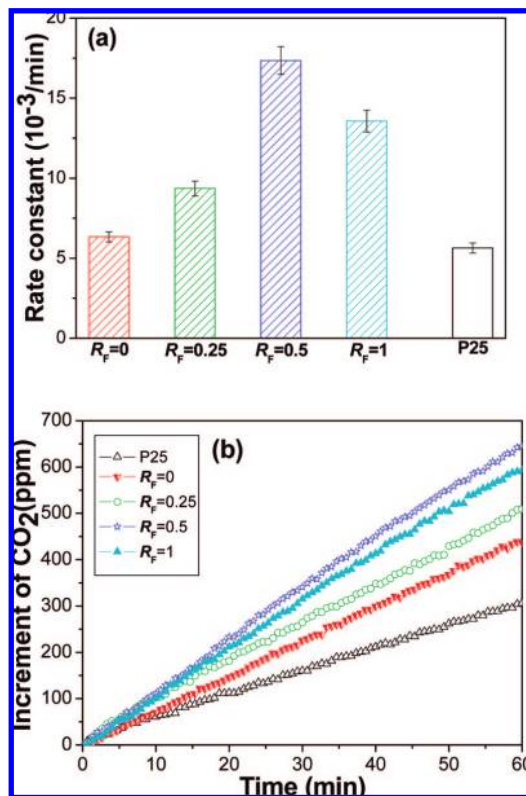 (a)
Rate constant (10⁻³/min)
20
15
10
5
0
R_F=0 R_F=0.25 R_F=0.5 R_F=1 P25
(b)
Increment of CO₂(ppm)
700
600
500
400
300
200
100
0
P25
R_F=0
R_F=0.25
R_F=0.5
R_F=1
0 10 20 30 40 50 60
Time (min)